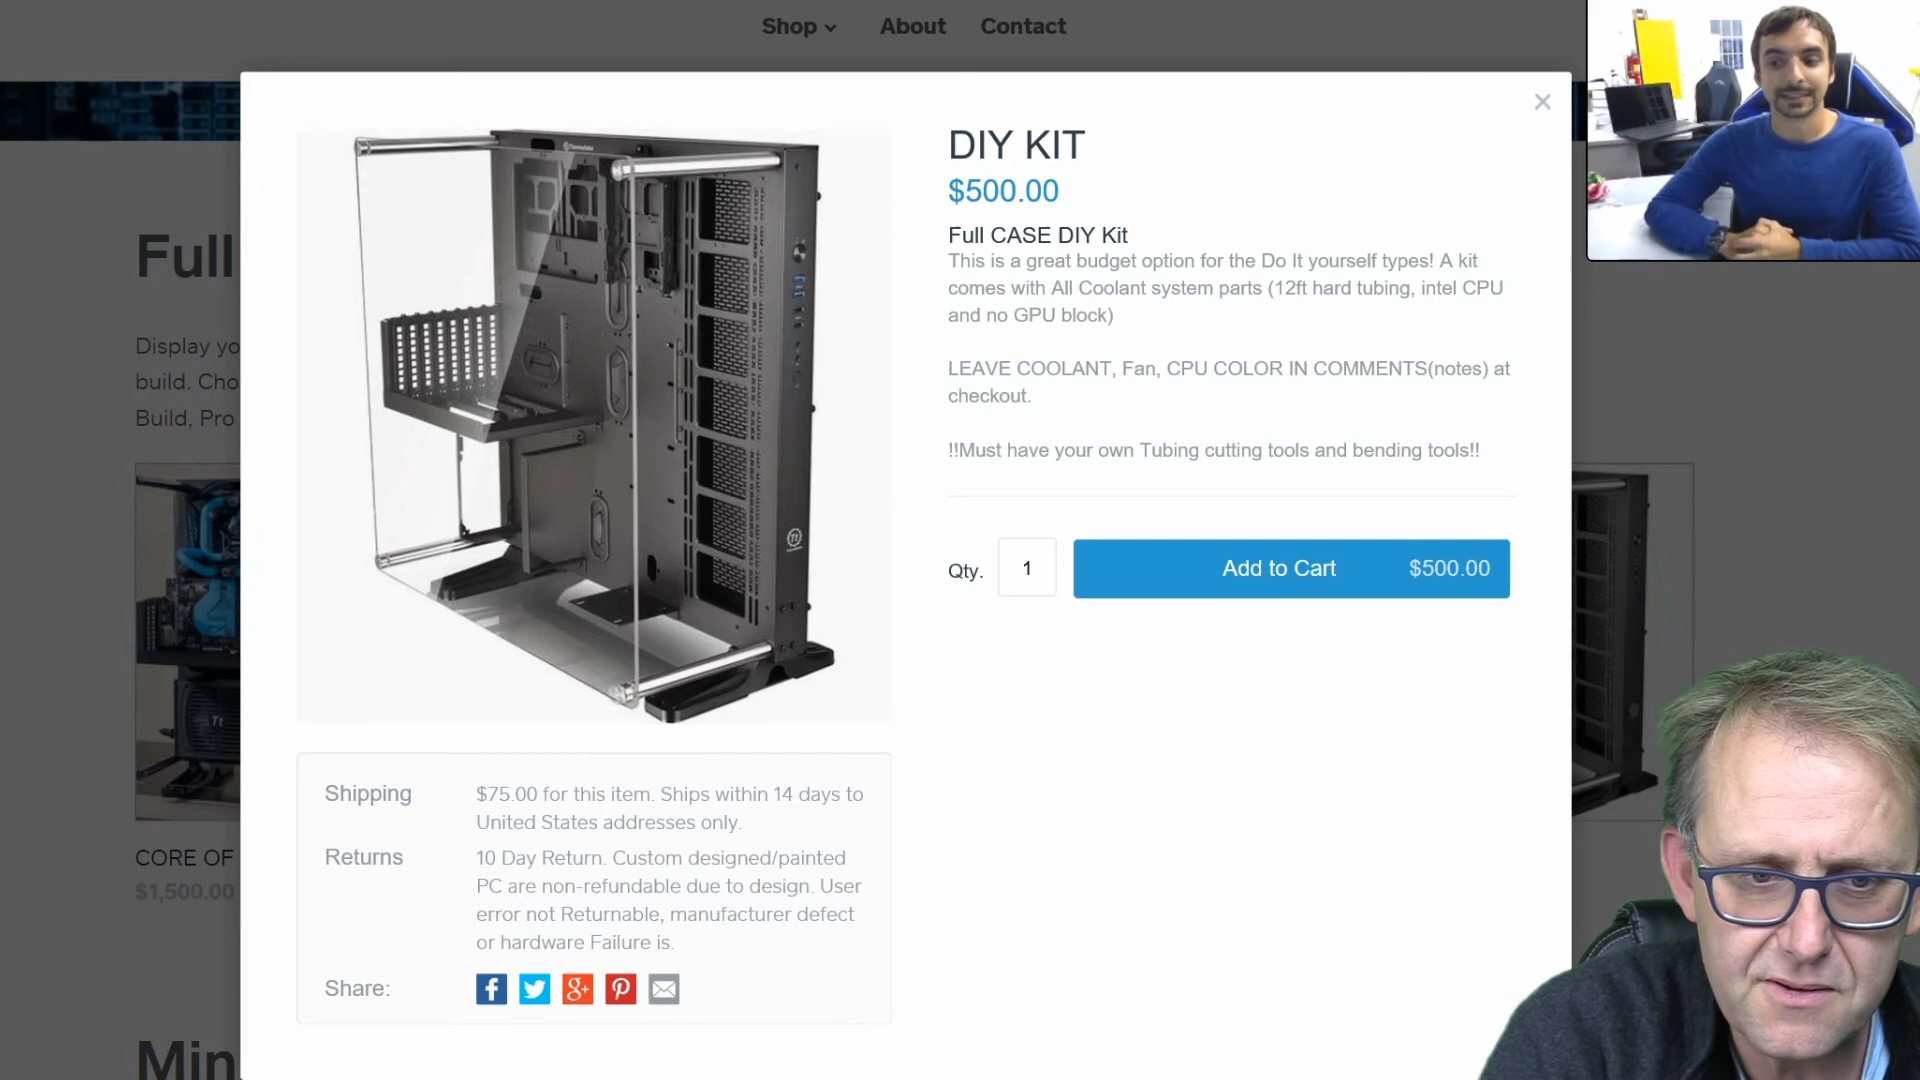 Shop
About
Contact
Full
Display yo
build. Cho
Build, Pro
CORE OF
$1,500.00
Min
DIY KIT
$500.00
Full CASE DIY Kit
This is a great budget option for the Do It yourself types! A kit
comes with All Coolant system parts (12ft hard tubing, intel CPU
and no GPU block)
LEAVE COOLANT, Fan, CPU COLOR IN COMMENTS(notes) at
checkout.
!!Must have your own Tubing cutting tools and bending tools!!
Qty. 1 Add to Cart $500.00
Shipping
$75.00 for this item. Ships within 14 days to
United States addresses only.
Returns
10 Day Return. Custom designed/painted
PC are non-refundable due to design. User
error not Returnable, manufacturer defect
or hardware Failure is.
Share: